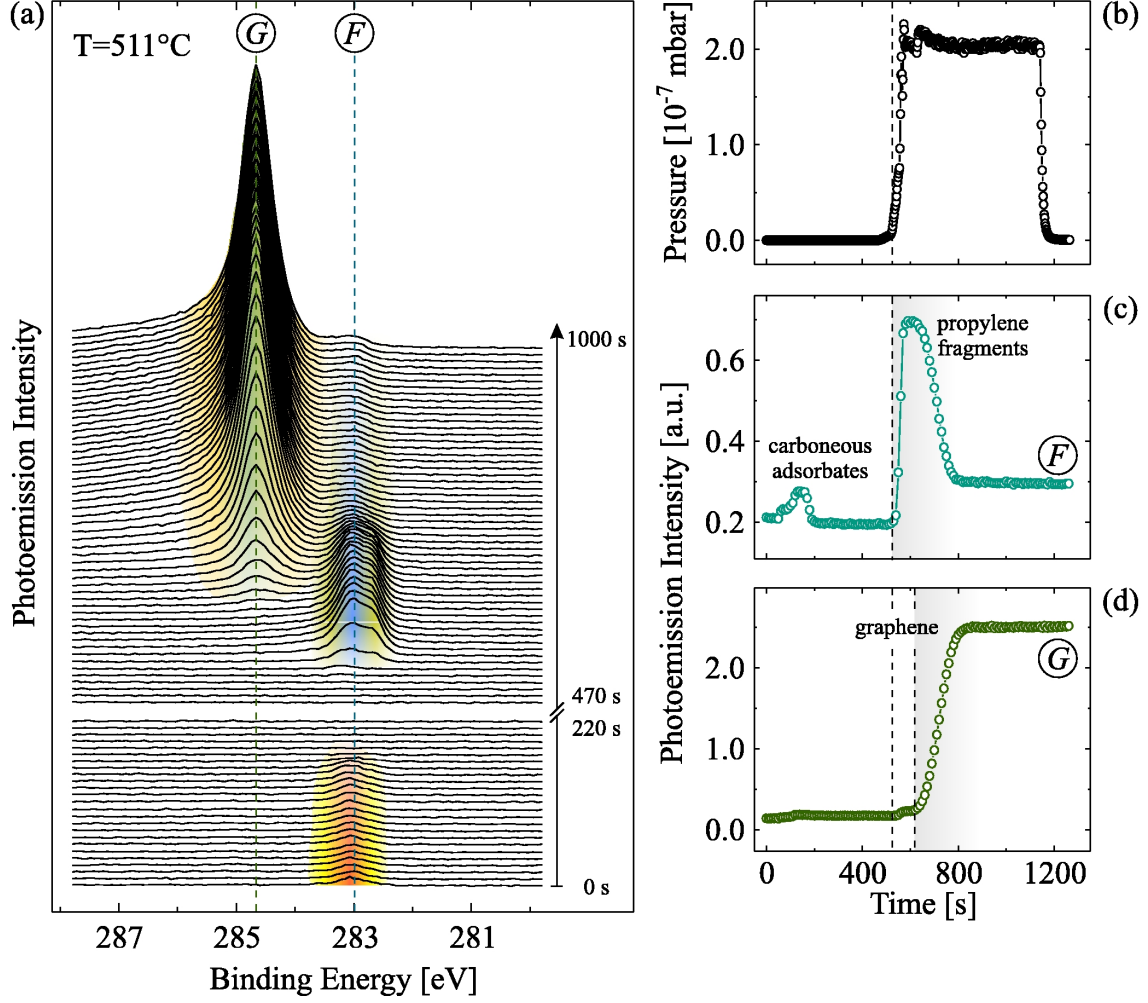 (a)
G
F
T=511°C
1000 s
470 s
220 s
0 s
Photoemission Intensity
287
285
283
281
Binding Energy [eV]
(b)
2.0
1.0
0.0
Pressure [10⁻⁷ mbar]
(c)
propylene
fragments
carboneous
adsorbates
F
0.6
0.4
0.2
Photoemission Intensity [a.u.]
(d)
graphene
G
2.0
1.0
0.0
0
400
800
1200
Time [s]